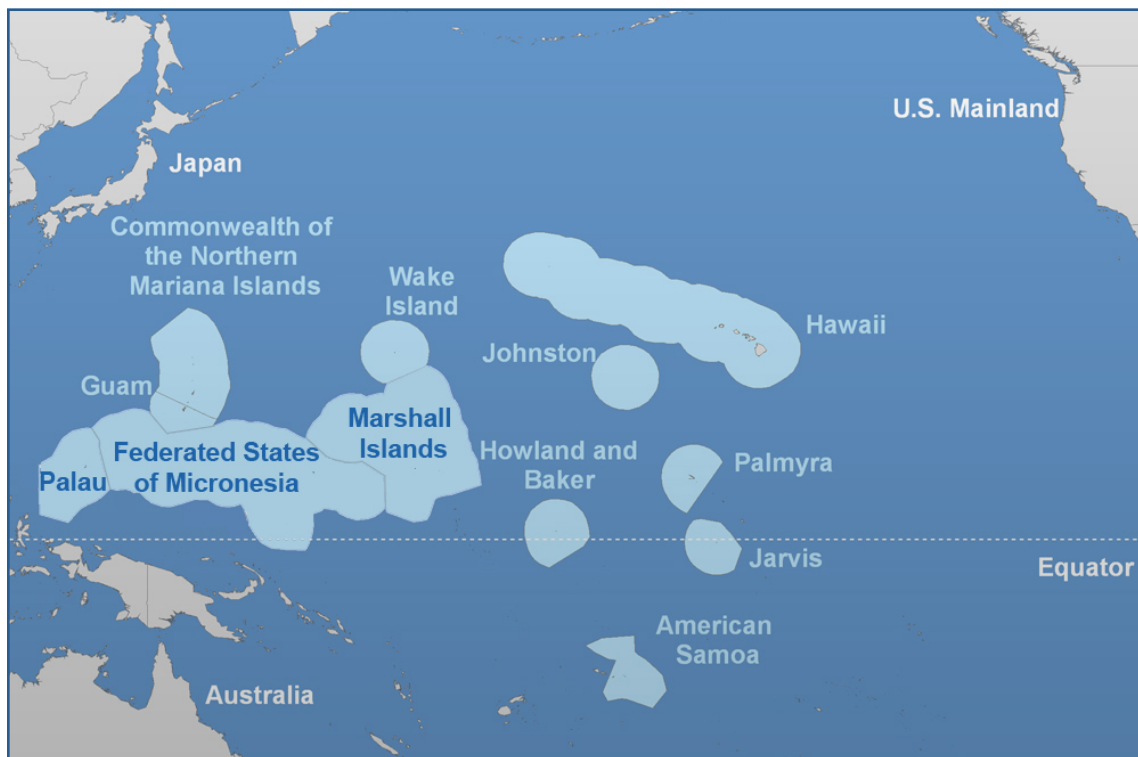 U.S. Mainland
Japan
Commonwealth of
the Northern
Mariana Islands
Wake
Island
Hawaii
Johnston
Guam
Marshall
Islands
Federated States
of Micronesia
Palau
Howland and
Baker
Palmyra
Jarvis
Equator
American
Samoa
Australia